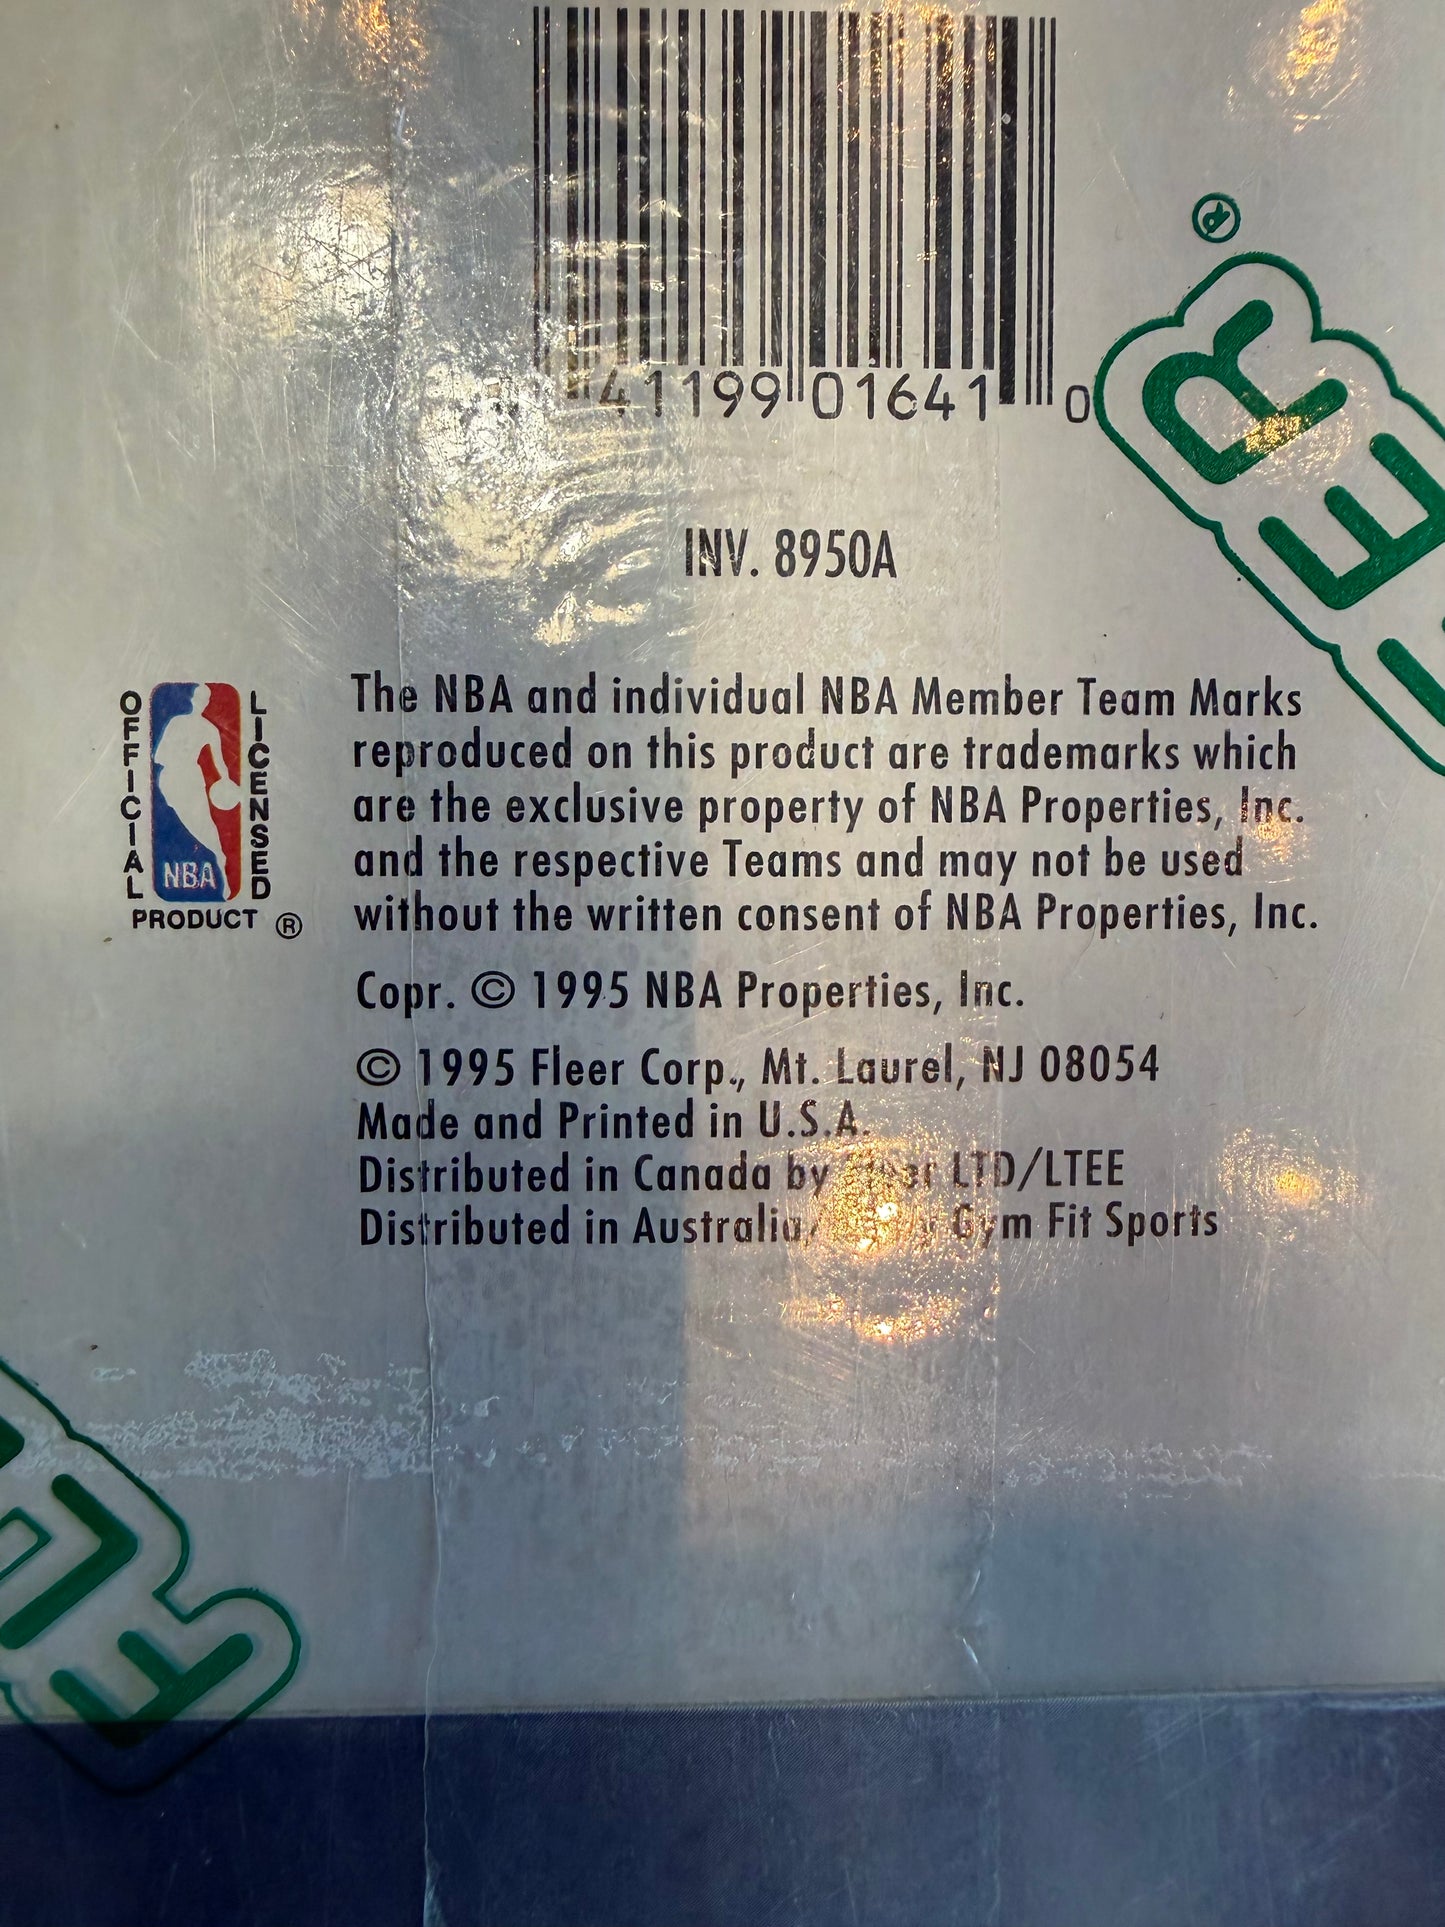 41199 01641 0
INV. 8950A
OFFICIAL LICENSED
NBA
PRODUCT ®
The NBA and individual NBA Member Team Marks
reproduced on this product are trademarks which
are the exclusive property of NBA Properties, Inc.
and the respective Teams and may not be used
without the written consent of NBA Properties, Inc.
Copr. © 1995 NBA Properties, Inc.
© 1995 Fleer Corp., Mt. Laurel, NJ 08054
Made and Printed in U.S.A.
Distributed in Canada by Fleer LTD/LTEE
Distributed in Australia/ Gym Fit Sports
ER
®
FLE